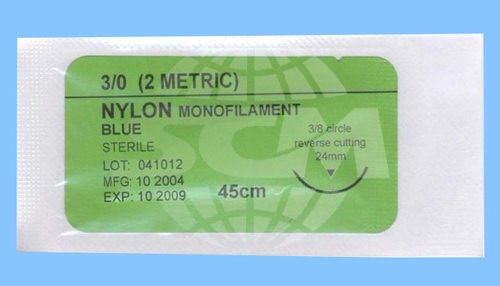 3/0 (2 METRIC)
NYLON MONOFILAMENT
BLUE
STERILE
LOT: 041012
MFG: 10 2004
EXP: 10 2009
45cm
3/8 circle
reverse cutting
24mm
SCM